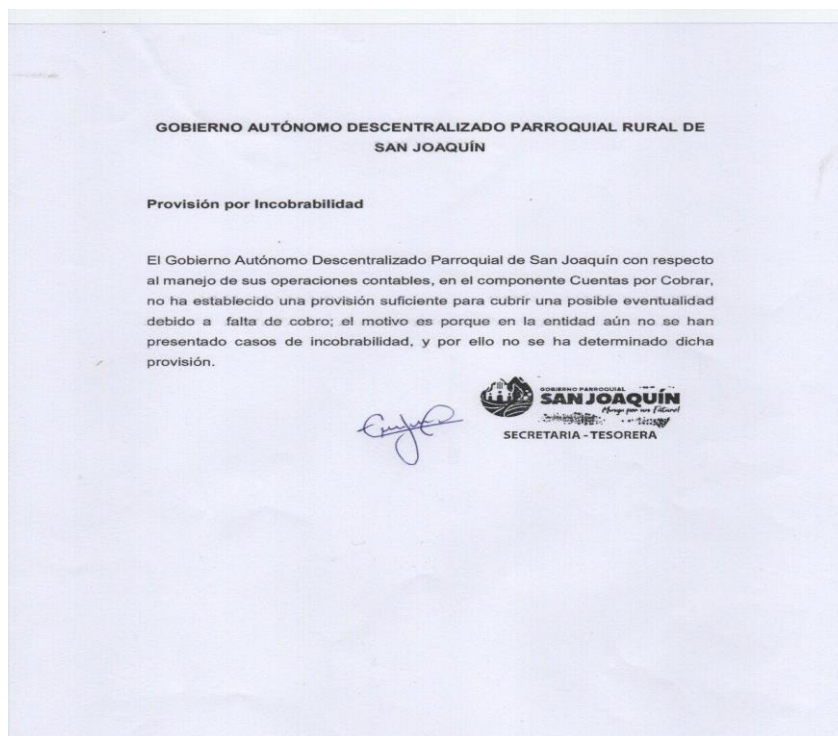 GOBIERNO AUTÓNOMO DESCENTRALIZADO PARROQUIAL RURAL DE
SAN JOAQUÍN
Provisión por Incobrabilidad
El Gobierno Autónomo Descentralizado Parroquial de San Joaquín con respecto
al manejo de sus operaciones contables, en el componente Cuentas por Cobrar,
no ha establecido una provisión suficiente para cubrir una posible eventualidad
debido a falta de cobro; el motivo es porque en la entidad aún no se han
presentado casos de incobrabilidad, y por ello no se ha determinado dicha
provisión.
GOBIERNO PARROQUIAL
SAN JOAQUÍN
por un Futuro!
SECRETARIA - TESORERA